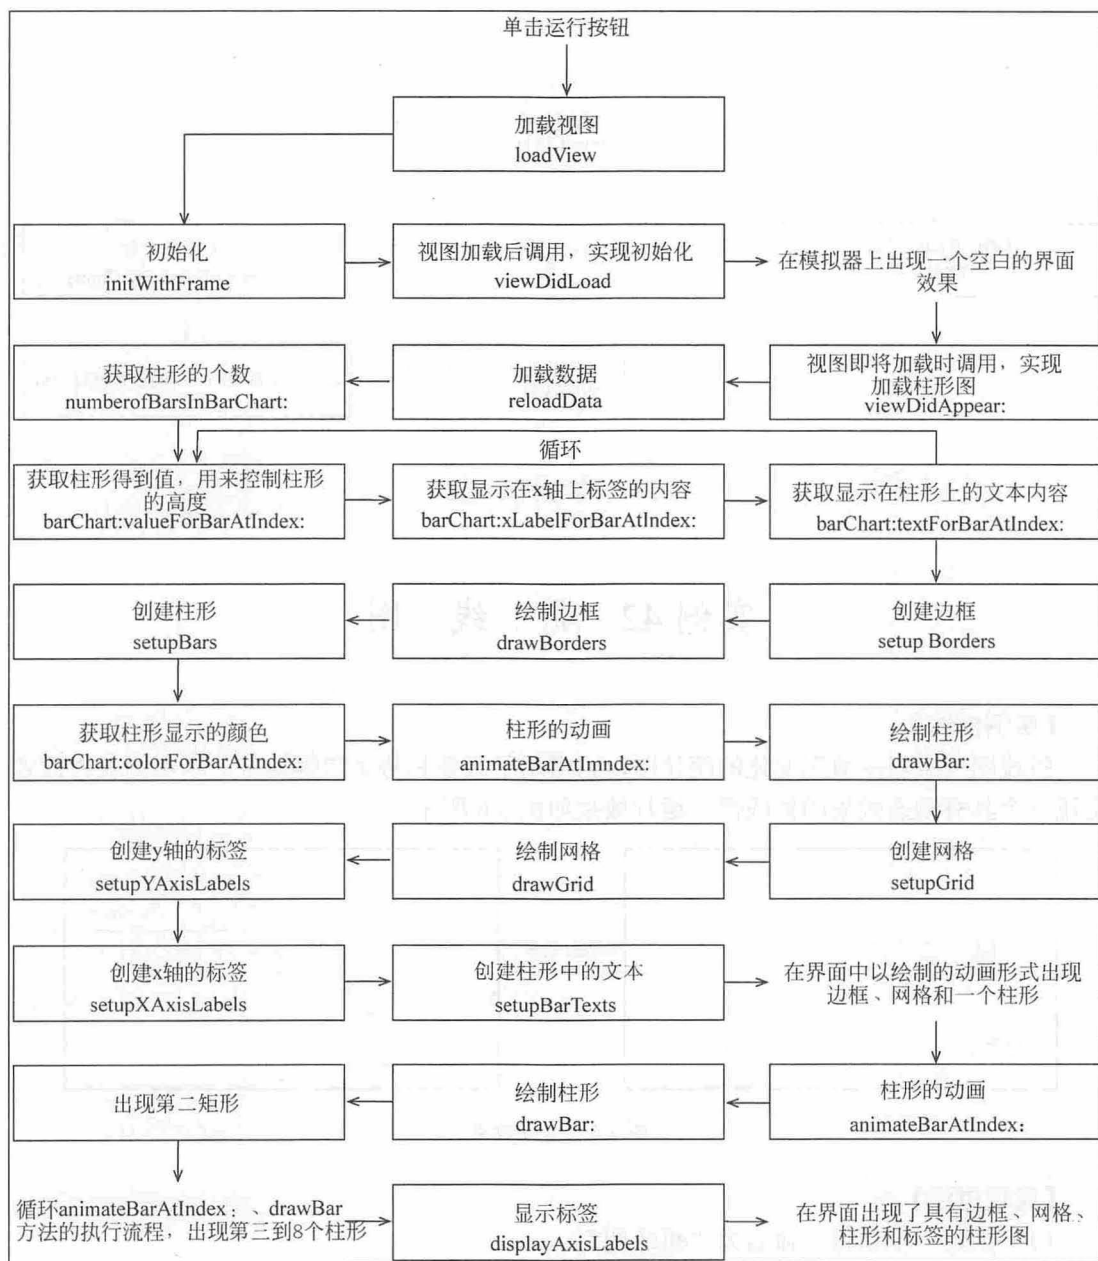 单击运行按钮
加载视图
loadView
初始化
initWithFrame
视图加载后调用，实现初始化
viewDidLoad
在模拟器上出现一个空白的界面
效果
获取柱形的个数
numberofBarsInBarChart:
加载数据
reloadData
视图即将加载时调用，实现
加载柱形图
viewDidAppear:
循环
获取柱形得到值，用来控制柱形
的高度
barChart:valueForBarAtIndex:
获取显示在x轴上标签的内容
barChart:xLabelForBarAtIndex:
获取显示在柱形上的文本内容
barChart:textForBarAtIndex:
创建柱形
setupBars
绘制边框
drawBorders
创建边框
setup Borders
获取柱形显示的颜色
barChart:colorForBarAtIndex:
柱形的动画
animateBarAtImndex:
绘制柱形
drawBar:
创建y轴的标签
setupYAxisLabels
绘制网格
drawGrid
创建网格
setupGrid
创建x轴的标签
setupXAxisLabels
创建柱形中的文本
setupBarTexts
在界面中以绘制的动画形式出现
边框、网格和一个柱形
出现第二矩形
绘制柱形
drawBar:
柱形的动画
animateBarAtIndex：
循环animateBarAtIndex：、drawBar
方法的执行流程，出现第三到8个柱形
显示标签
displayAxisLabels
在界面出现了具有边框、网格、
柱形和标签的柱形图